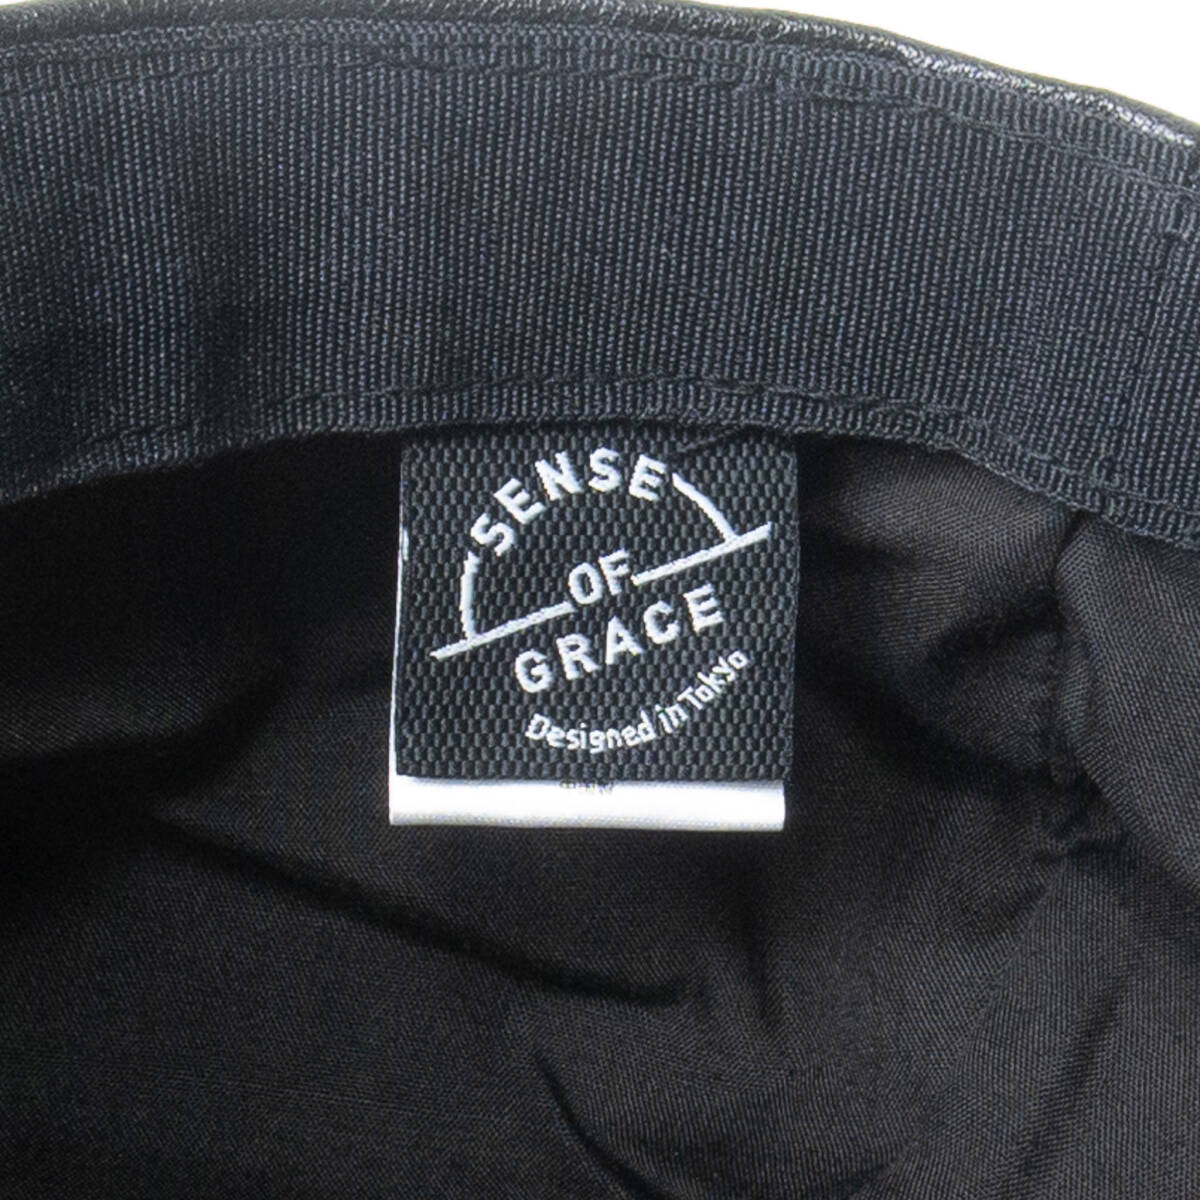 SENSE
OF
GRACE
Designed in Tokyo